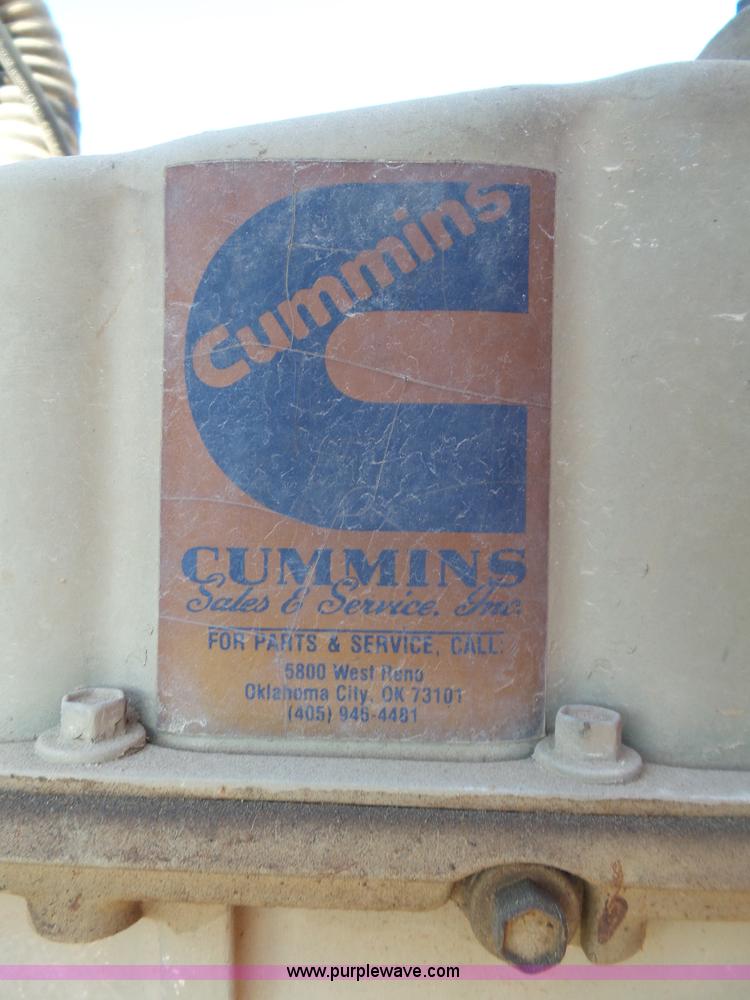 Cummins
CUMMINS
Sales & Service, Inc.
FOR PARTS & SERVICE, CALL:
5800 West Reno
Oklahoma City, OK 73101
(405) 946-4481
www.purplewave.com